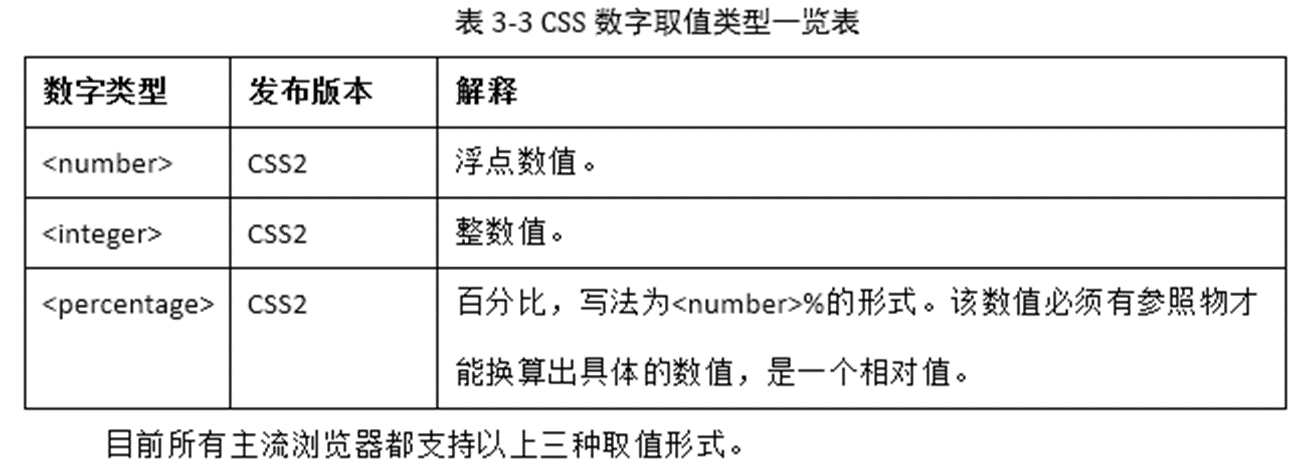 表 3-3 CSS 数字取值类型一览表
数字类型 发布版本 解释
<number> CSS2 浮点数值。
<integer> CSS2 整数值。
<percentage> CSS2 百分比，写法为<number>%的形式。该数值必须有参照物才
能换算出具体的数值，是一个相对值。
目前所有主流浏览器都支持以上三种取值形式。